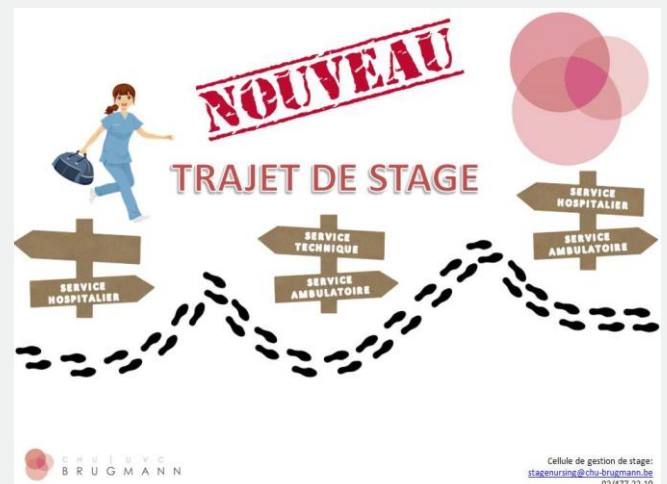 NOUVEAU
TRAJET DE STAGE
SERVICE
HOSPITALIER
SERVICE
TECHNIQUE
SERVICE
AMBULATOIRE
SERVICE
HOSPITALIER
SERVICE
AMBULATOIRE
CHU | UVC
BRUGMANN
Cellule de gestion de stage:
stagenursing@chu-brugmann.be